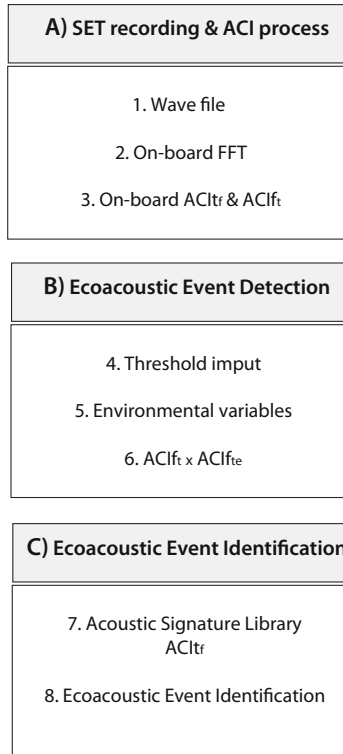 A) SET recording & ACI process
1. Wave file
2. On-board FFT
3. On-board ACItf & ACIft
B) Ecoacoustic Event Detection
4. Threshold imput
5. Environmental variables
6. ACIft x ACIfte
C) Ecoacoustic Event Identification
7. Acoustic Signature Library
ACItf
8. Ecoacoustic Event Identification